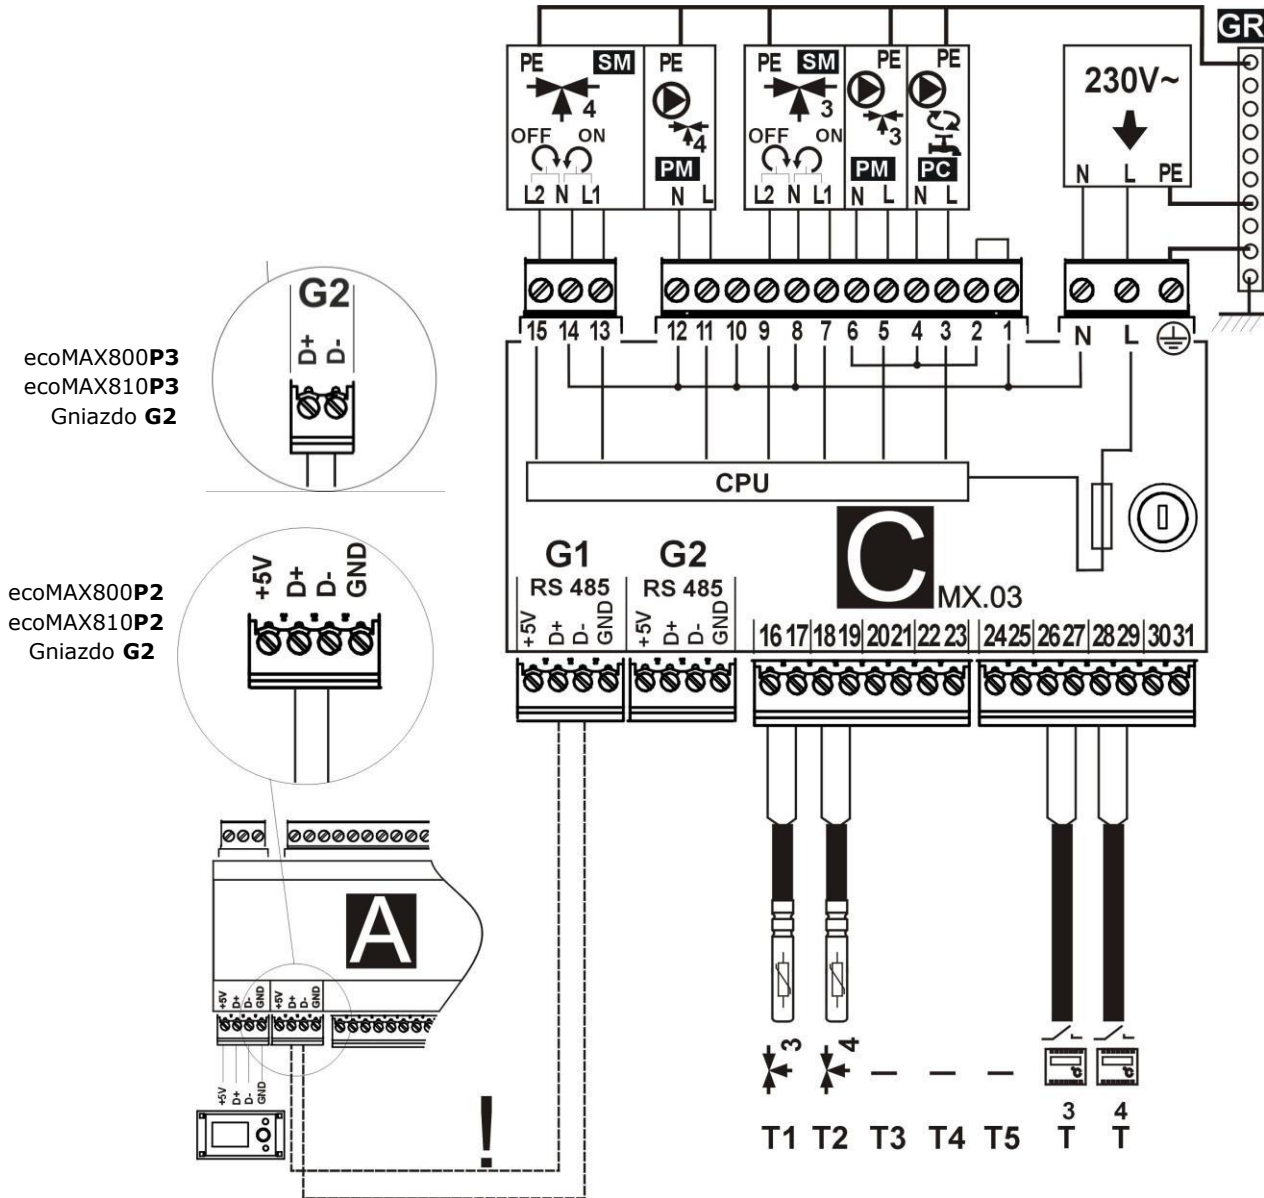 GR
PE SM PE PE SM PE PE
4 3
4 3
OFF ON OFF ON
PM PM PC
L2 N L1 N L L2 N L1 N L N L
230V~
N L PE
15 14 13 12 11 10 9 8 7 6 5 4 3 2 1 N L
CPU
C MX.03
G1 G2
RS 485 RS 485
+5V D+ D- GND +5V D+ D- GND
16 17 18 19 20 21 22 23 24 25 26 27 28 29 30 31
G2
D+ D-
ecoMAX800P3
ecoMAX810P3
Gniazdo G2
+5V D+ D- GND
ecoMAX800P2
ecoMAX810P2
Gniazdo G2
A
+5V D+ D- GND +5V D+ D- GND
+5V D+ D- GND
!
3 4 — — — 3 4
T1 T2 T3 T4 T5 T T